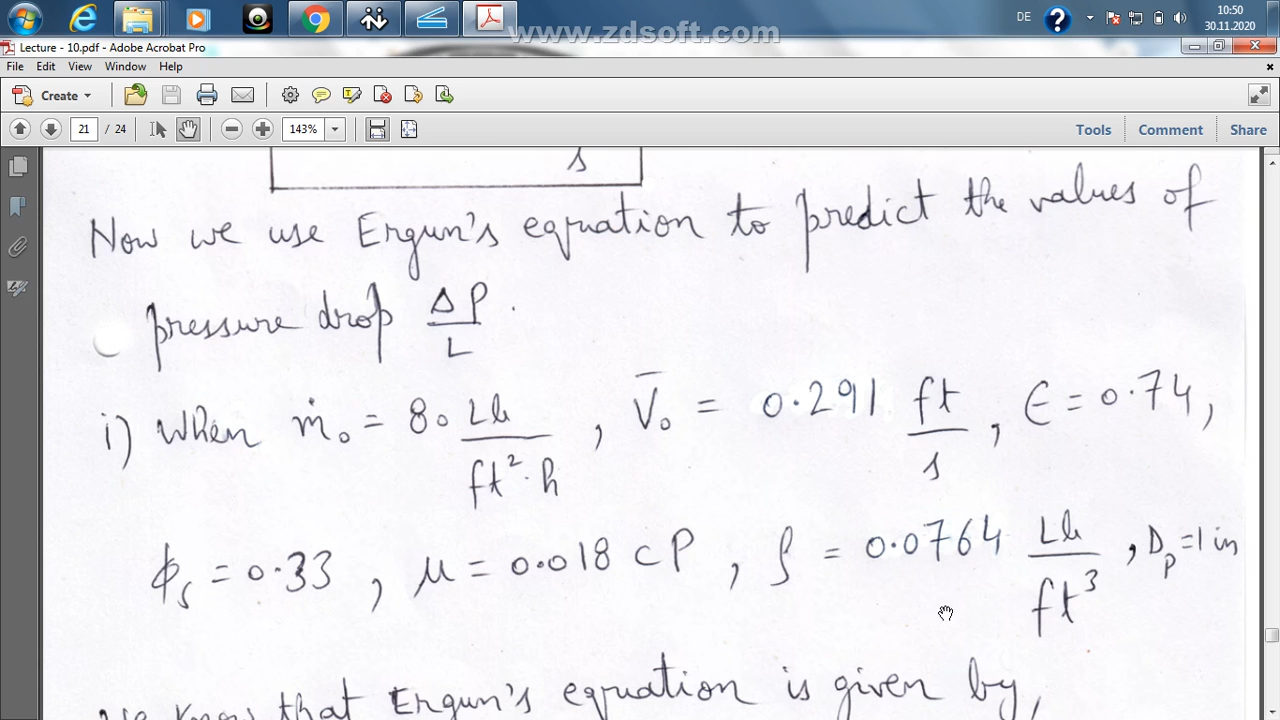 10:50
DE
30.11.2020
www.zdsoft.com
Lecture - 10.pdf - Adobe Acrobat Pro
File Edit View Window Help
Create
21 / 24 143% Tools Comment Share
s
Now we use Ergun's equation to predict the values of
pressure drop ΔP/L.
i) When ṁ₀ = 80 Lb/ft²·h, V̄₀ = 0.291 ft/s, ϵ = 0.74,
ϕₛ = 0.33, μ = 0.018 cP, ρ = 0.0764 Lb/ft³, Dₚ = 1 in
We know that Ergun's equation is given by,